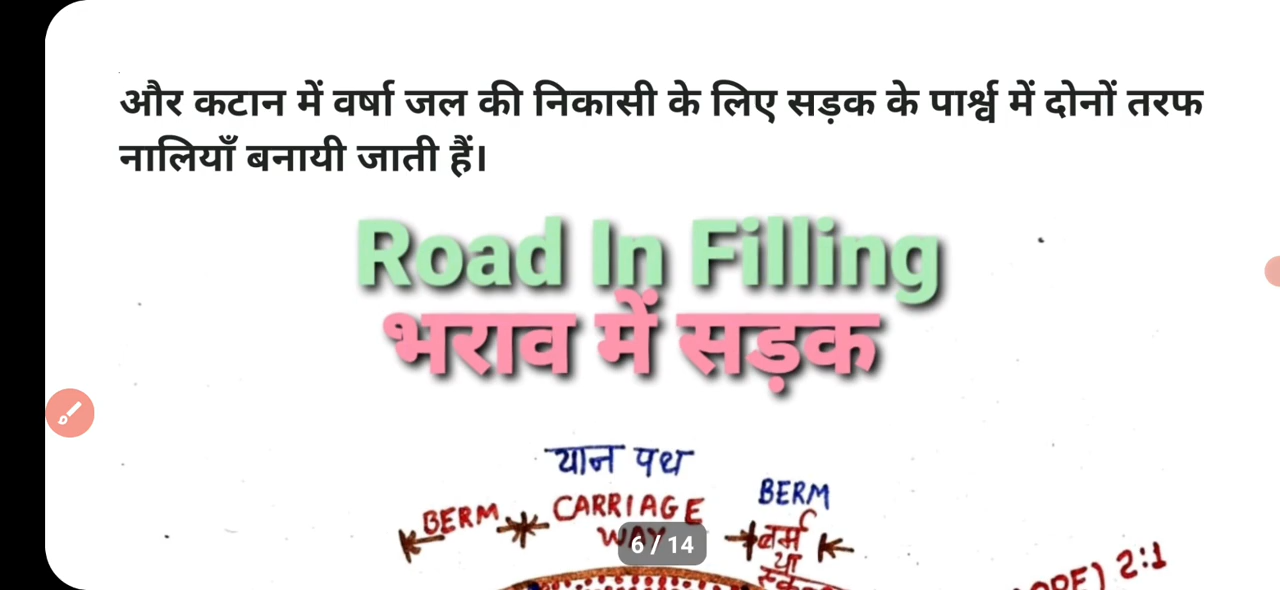 और कटान में वर्षा जल की निकासी के लिए सड़क के पार्श्व में दोनों तरफ
नालियाँ बनायी जाती हैं।
Road In Filling
भराव में सड़क
यान पथ
BERM
BERM CARRIAGE
WAY
बर्म
या
6 / 14
2:1